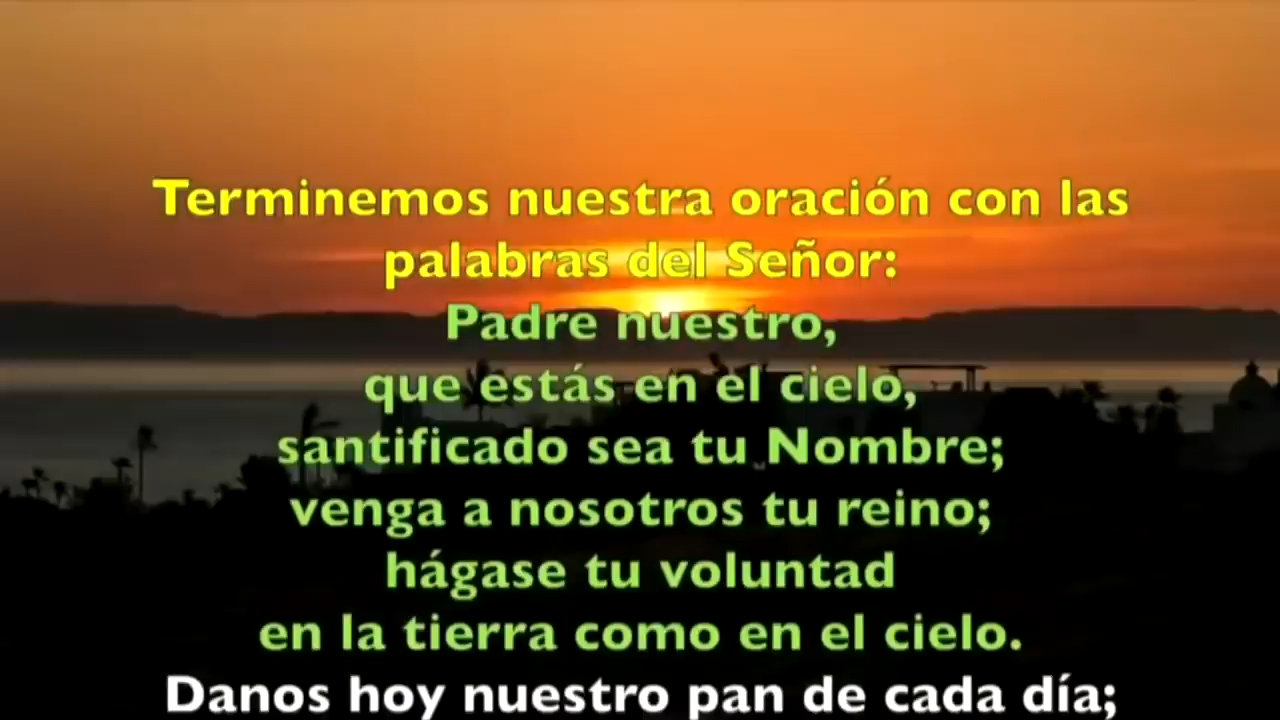 Terminemos nuestra oración con las
palabras del Señor:
Padre nuestro,
que estás en el cielo,
santificado sea tu Nombre;
venga a nosotros tu reino;
hágase tu voluntad
en la tierra como en el cielo.
Danos hoy nuestro pan de cada día;